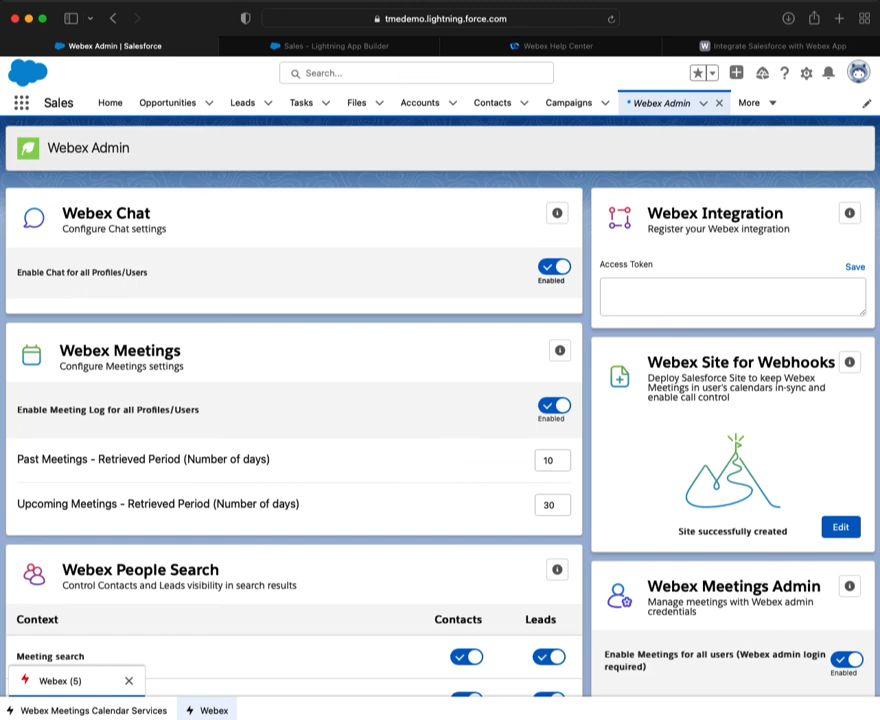 tmedemo.lightning.force.com
Webex Admin | Salesforce
Sales - Lightning App Builder
Webex Help Center
W Integrate Salesforce with Webex App
Search...
Sales
Home
Opportunities
Leads
Tasks
Files
Accounts
Contacts
Campaigns
* Webex Admin
More
Webex Admin
Webex Chat
Configure Chat settings
Enable Chat for all Profiles/Users
Enabled
Webex Meetings
Configure Meetings settings
Enable Meeting Log for all Profiles/Users
Enabled
Past Meetings - Retrieved Period (Number of days)
10
Upcoming Meetings - Retrieved Period (Number of days)
30
Webex People Search
Control Contacts and Leads visibility in search results
Context
Contacts
Leads
Meeting search
Webex Integration
Register your Webex integration
Access Token
Save
Webex Site for Webhooks
Deploy Salesforce Site to keep Webex
Meetings in user's calendars in-sync and
enable call control
Site successfully created
Edit
Webex Meetings Admin
Manage meetings with Webex admin
credentials
Enable Meetings for all users (Webex admin login
required)
Enabled
Webex (5)
Webex Meetings Calendar Services
Webex